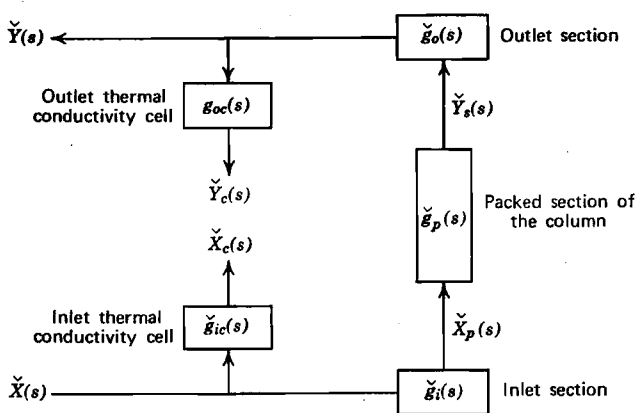 Y̌(s)
ǧₒ(s)
Outlet section
Outlet thermal
conductivity cell
gₒc(s)
Y̌ₛ(s)
Y̌c(s)
ǧₚ(s)
Packed section of
the column
X̌c(s)
Inlet thermal
conductivity cell
ǧᵢc(s)
X̌ₚ(s)
X̌(s)
ǧᵢ(s)
Inlet section